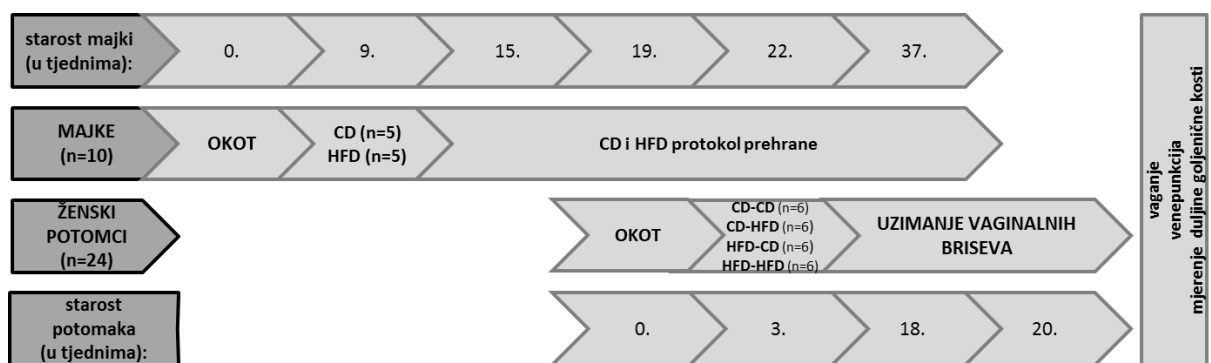 starost majki
(u tjednima):
0.
9.
15.
19.
22.
37.
MAJKE
(n=10)
OKOT
CD (n=5)
HFD (n=5)
CD i HFD protokol prehrane
ŽENSKI
POTOMCI
(n=24)
OKOT
CD-CD (n=6)
CD-HFD (n=6)
HFD-CD (n=6)
HFD-HFD (n=6)
UZIMANJE VAGINALNIH
BRISEVA
starost
potomaka
(u tjednima):
0.
3.
18.
20.
vaganje
venepunkcija
mjerenje duljine goljenične kosti